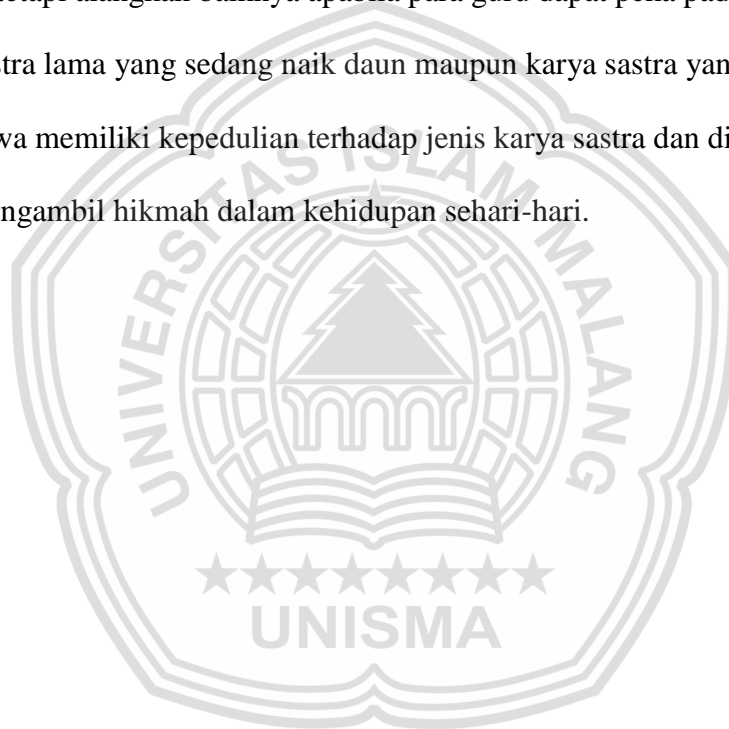 tetapi alangkah baiknya apabila para guru dapat peka pad
stra lama yang sedang naik daun maupun karya sastra yan
wa memiliki kepedulian terhadap jenis karya sastra dan di
ngambil hikmah dalam kehidupan sehari-hari.
UNIVERSITAS ISLAM MALANG
UNISMA